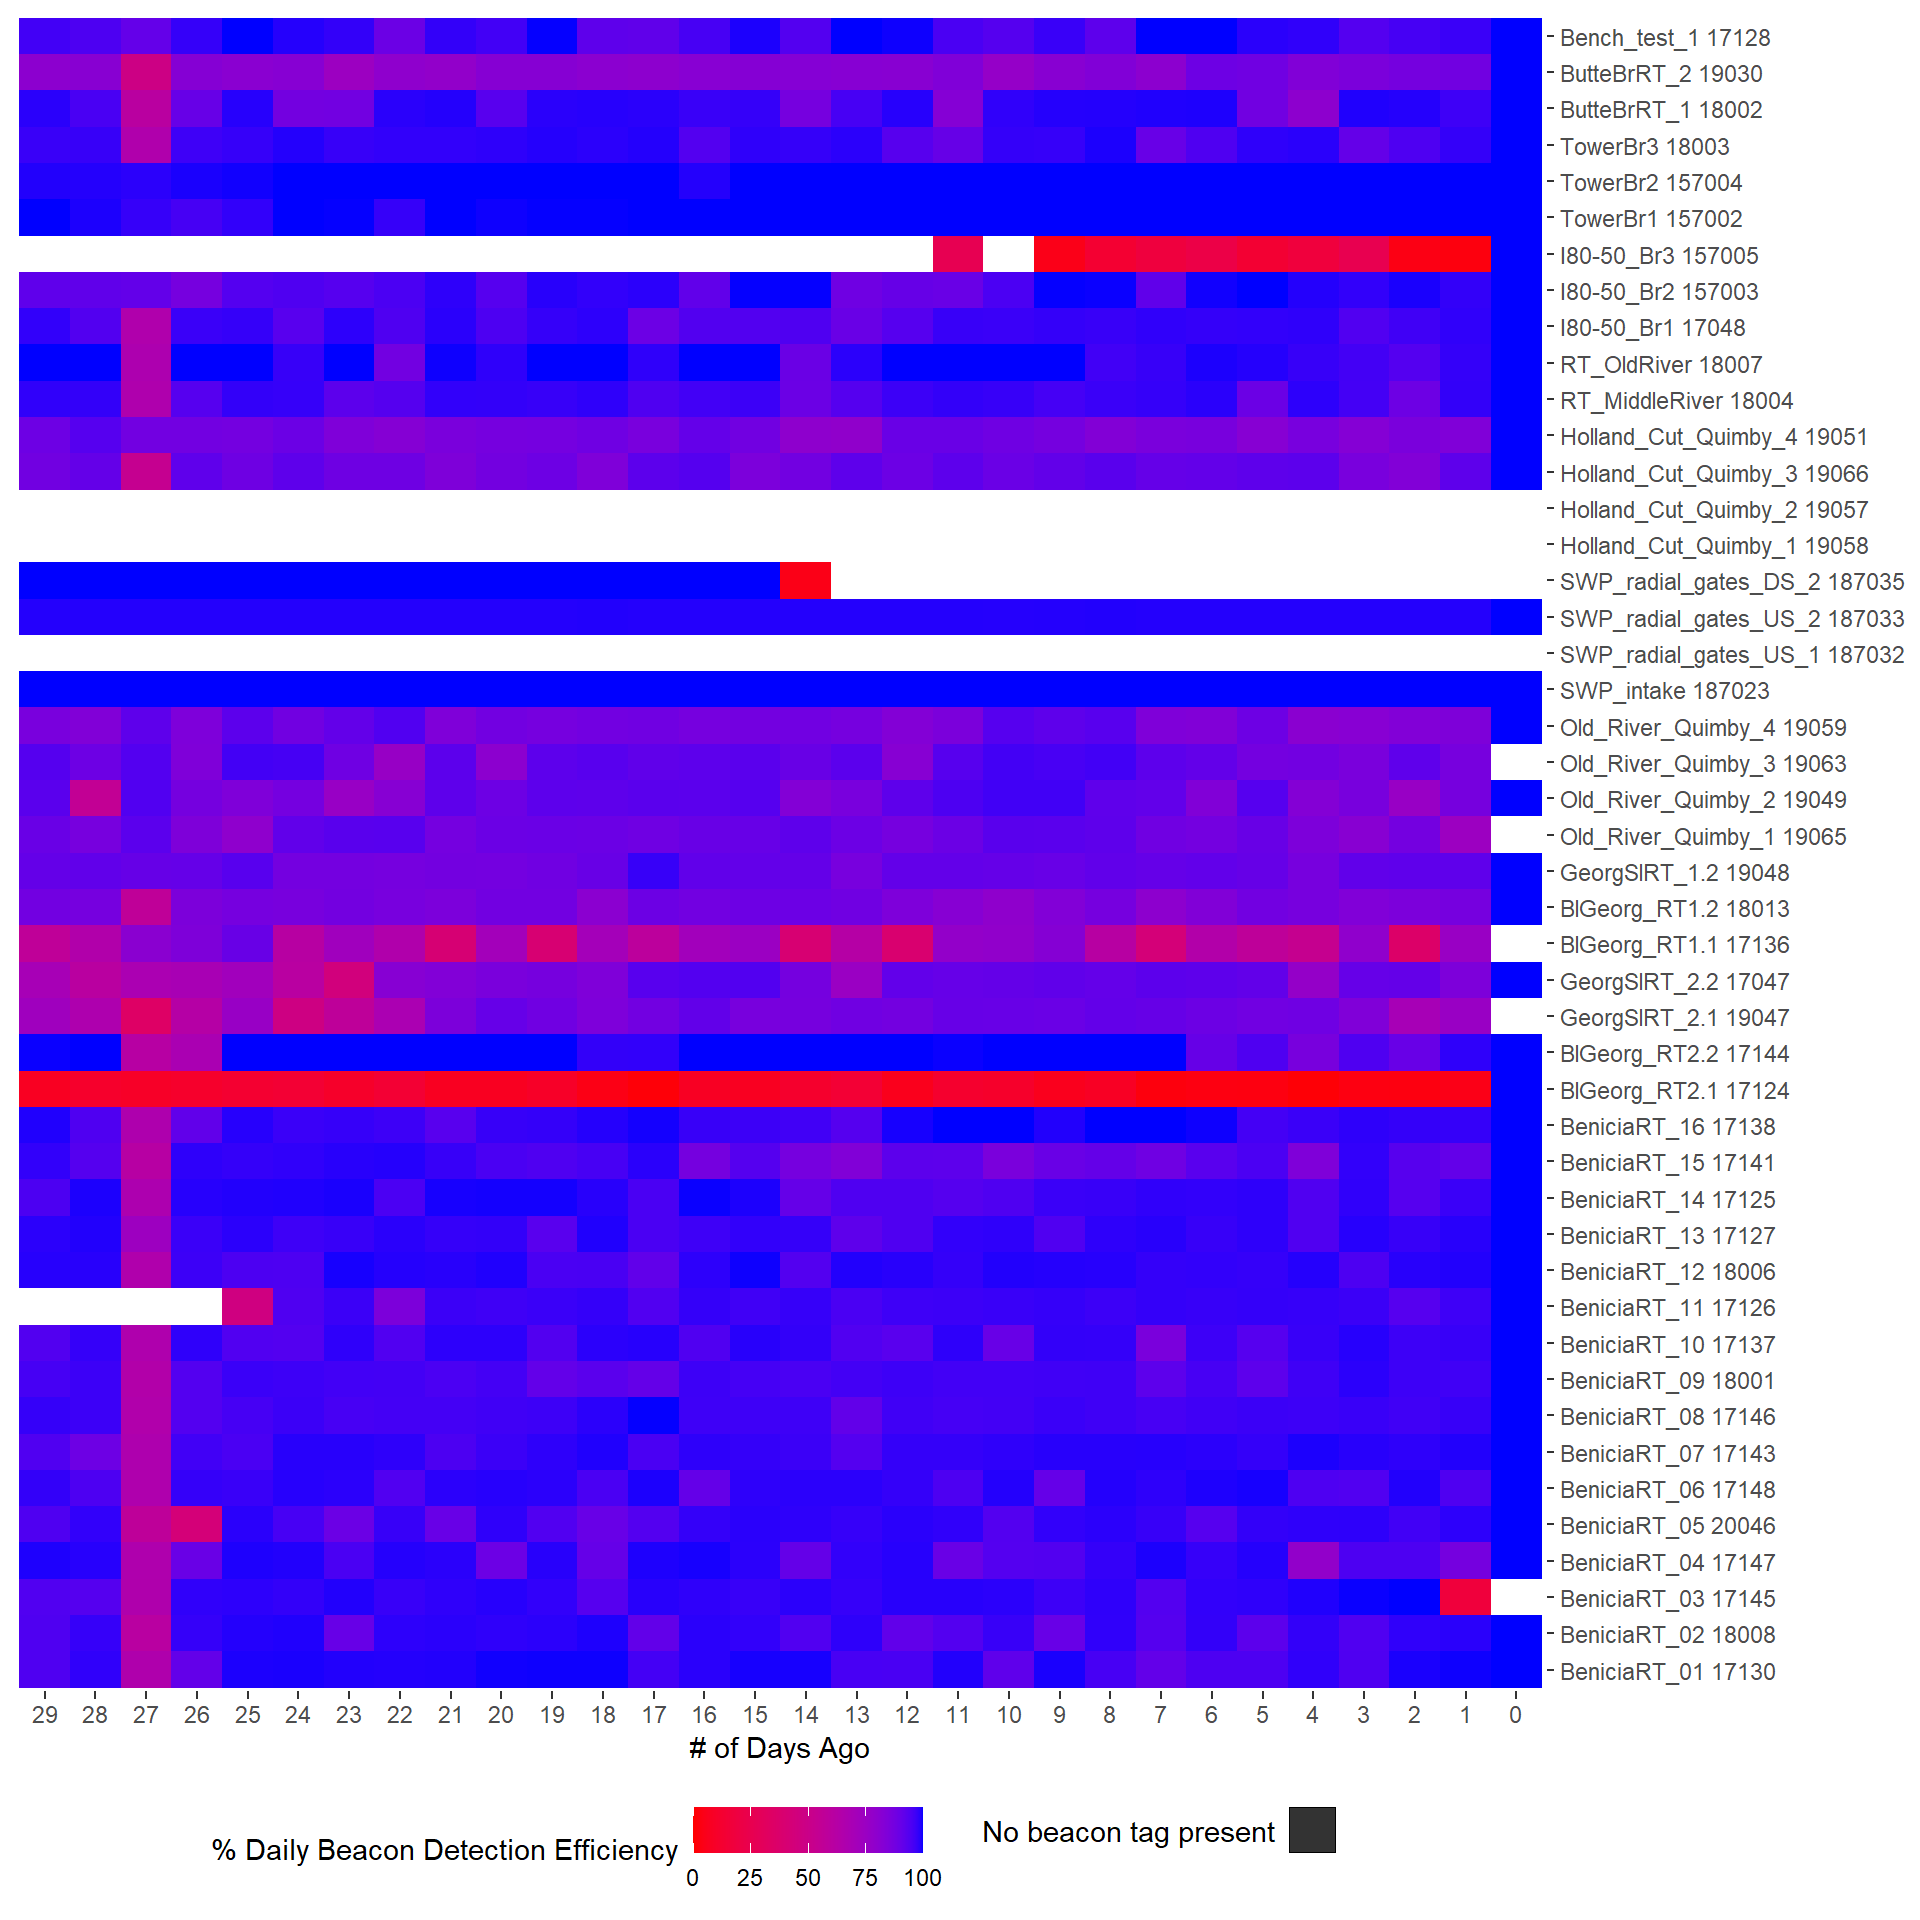 Bench_test_1 17128
ButteBrRT_2 19030
ButteBrRT_1 18002
TowerBr3 18003
TowerBr2 157004
TowerBr1 157002
I80-50_Br3 157005
I80-50_Br2 157003
I80-50_Br1 17048
RT_OldRiver 18007
RT_MiddleRiver 18004
Holland_Cut_Quimby_4 19051
Holland_Cut_Quimby_3 19066
Holland_Cut_Quimby_2 19057
Holland_Cut_Quimby_1 19058
SWP_radial_gates_DS_2 187035
SWP_radial_gates_US_2 187033
SWP_radial_gates_US_1 187032
SWP_intake 187023
Old_River_Quimby_4 19059
Old_River_Quimby_3 19063
Old_River_Quimby_2 19049
Old_River_Quimby_1 19065
GeorgSlRT_1.2 19048
BlGeorg_RT1.2 18013
BlGeorg_RT1.1 17136
GeorgSlRT_2.2 17047
GeorgSlRT_2.1 19047
BlGeorg_RT2.2 17144
BlGeorg_RT2.1 17124
BeniciaRT_16 17138
BeniciaRT_15 17141
BeniciaRT_14 17125
BeniciaRT_13 17127
BeniciaRT_12 18006
BeniciaRT_11 17126
BeniciaRT_10 17137
BeniciaRT_09 18001
BeniciaRT_08 17146
BeniciaRT_07 17143
BeniciaRT_06 17148
BeniciaRT_05 20046
BeniciaRT_04 17147
BeniciaRT_03 17145
BeniciaRT_02 18008
BeniciaRT_01 17130
29 28 27 26 25 24 23 22 21 20 19 18 17 16 15 14 13 12 11 10 9 8 7 6 5 4 3 2 1 0
# of Days Ago
% Daily Beacon Detection Efficiency
0 25 50 75 100
No beacon tag present